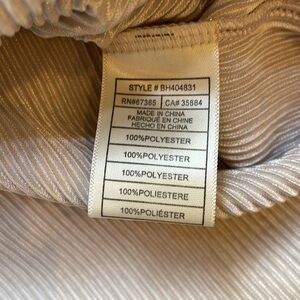 STYLE # BH404831
RN#67365 CA# 35884
MADE IN CHINA
FABRIQUÉ EN CHINE
HECHO EN CHINA
100%POLYESTER
100%POLYESTER
100%POLYESTER
100%POLIESTERE
100%POLIÉSTER